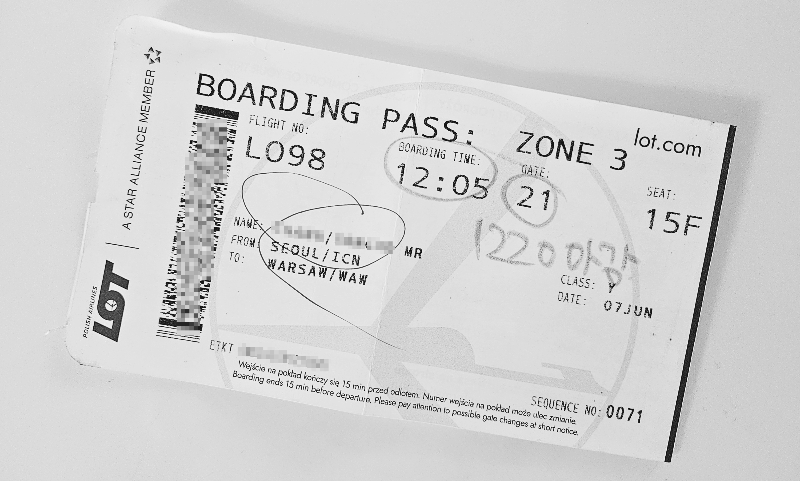 A STAR ALLIANCE MEMBER
POLISH AIRLINES
LOT
BOARDING PASS: ZONE 3
lot.com
FLIGHT NO:
LO98
BOARDING TIME:
12:05
GATE:
21
SEAT:
15F
1220 마감
NAME: MR
FROM: SEOUL/ICN
TO: WARSAW/WAW
CLASS: Y
DATE: 07JUN
ETKT
Wejście na pokład kończy się 15 min przed odlotem. Numer wejścia na pokład może ulec zmianie.
Boarding ends 15 min before departure. Please pay attention to possible gate changes at short notice.
SEQUENCE NO: 0071